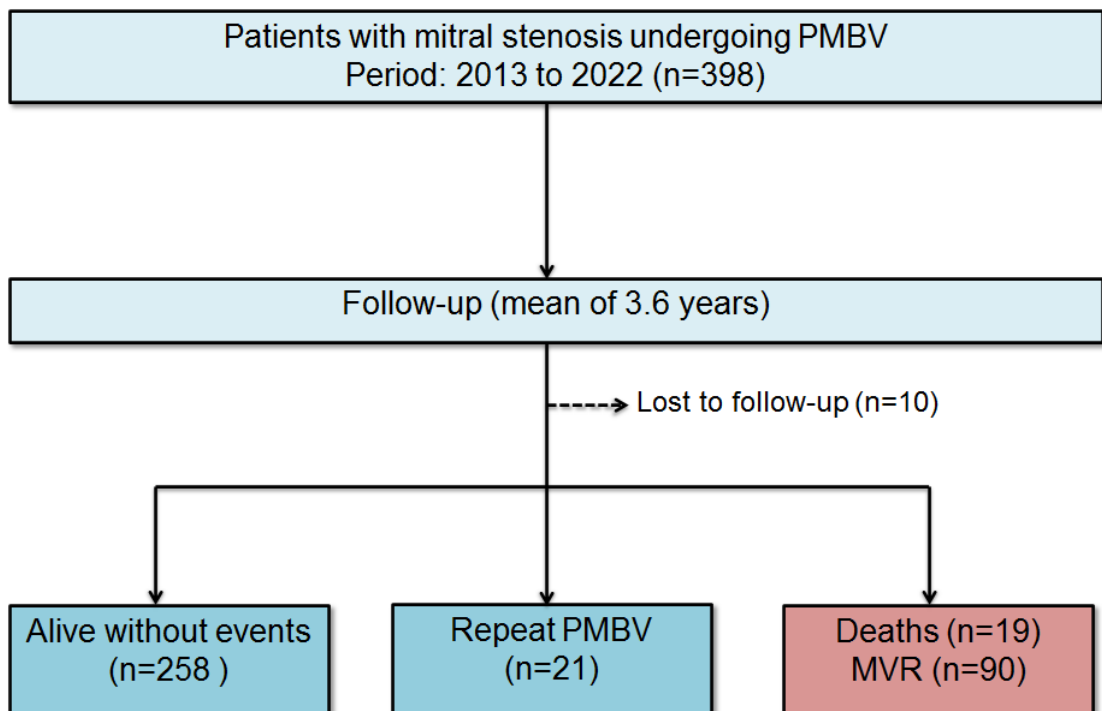 Patients with mitral stenosis undergoing PMBV
Period: 2013 to 2022 (n=398)
Follow-up (mean of 3.6 years)
Lost to follow-up (n=10)
Alive without events
(n=258 )
Repeat PMBV
(n=21)
Deaths (n=19)
MVR (n=90)